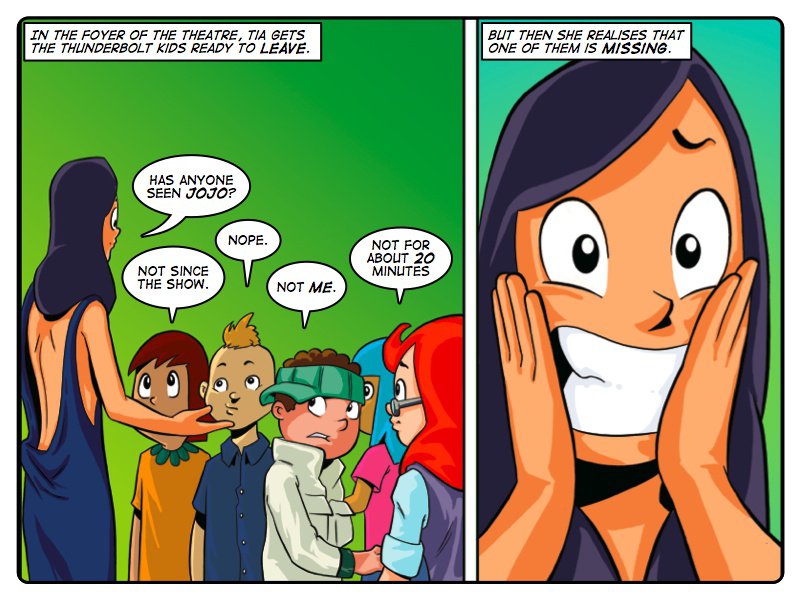 IN THE FOYER OF THE THEATRE, TIA GETS
THE THUNDERBOLT KIDS READY TO LEAVE.
HAS ANYONE
SEEN JOJO?
NOT SINCE
THE SHOW.
NOPE.
NOT ME.
NOT FOR
ABOUT 20
MINUTES
BUT THEN SHE REALISES THAT
ONE OF THEM IS MISSING.